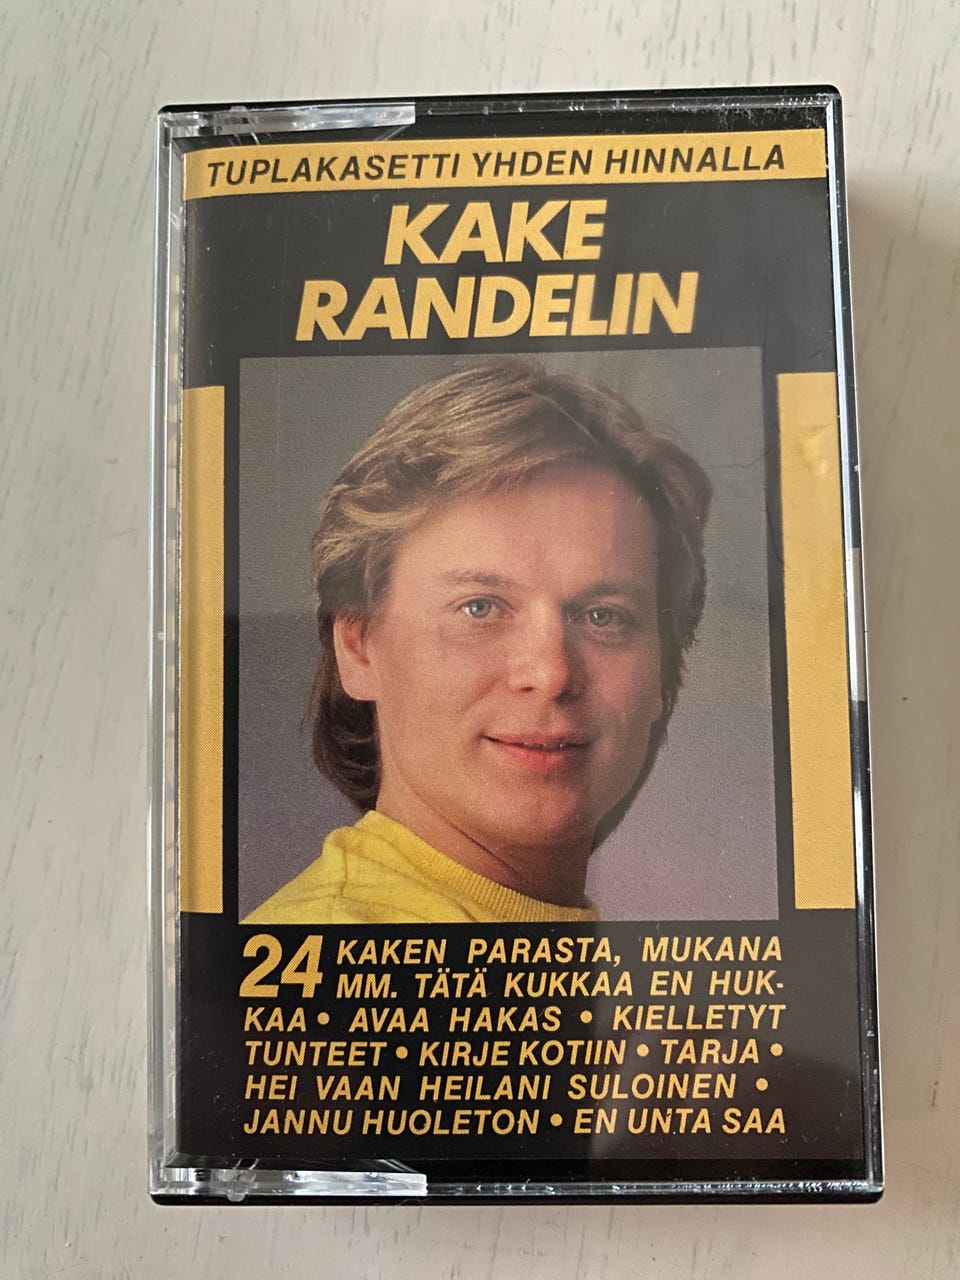 TUPLAKASETTI YHDEN HINNALLA
KAKE
RANDELIN
24 KAKEN PARASTA, MUKANA
MM. TÄTÄ KUKKAA EN HUK-
KAA • AVAA HAKAS • KIELLETYT
TUNTEET • KIRJE KOTIIN • TARJA •
HEI VAAN HEILANI SULOINEN •
JANNU HUOLETON • EN UNTA SAA